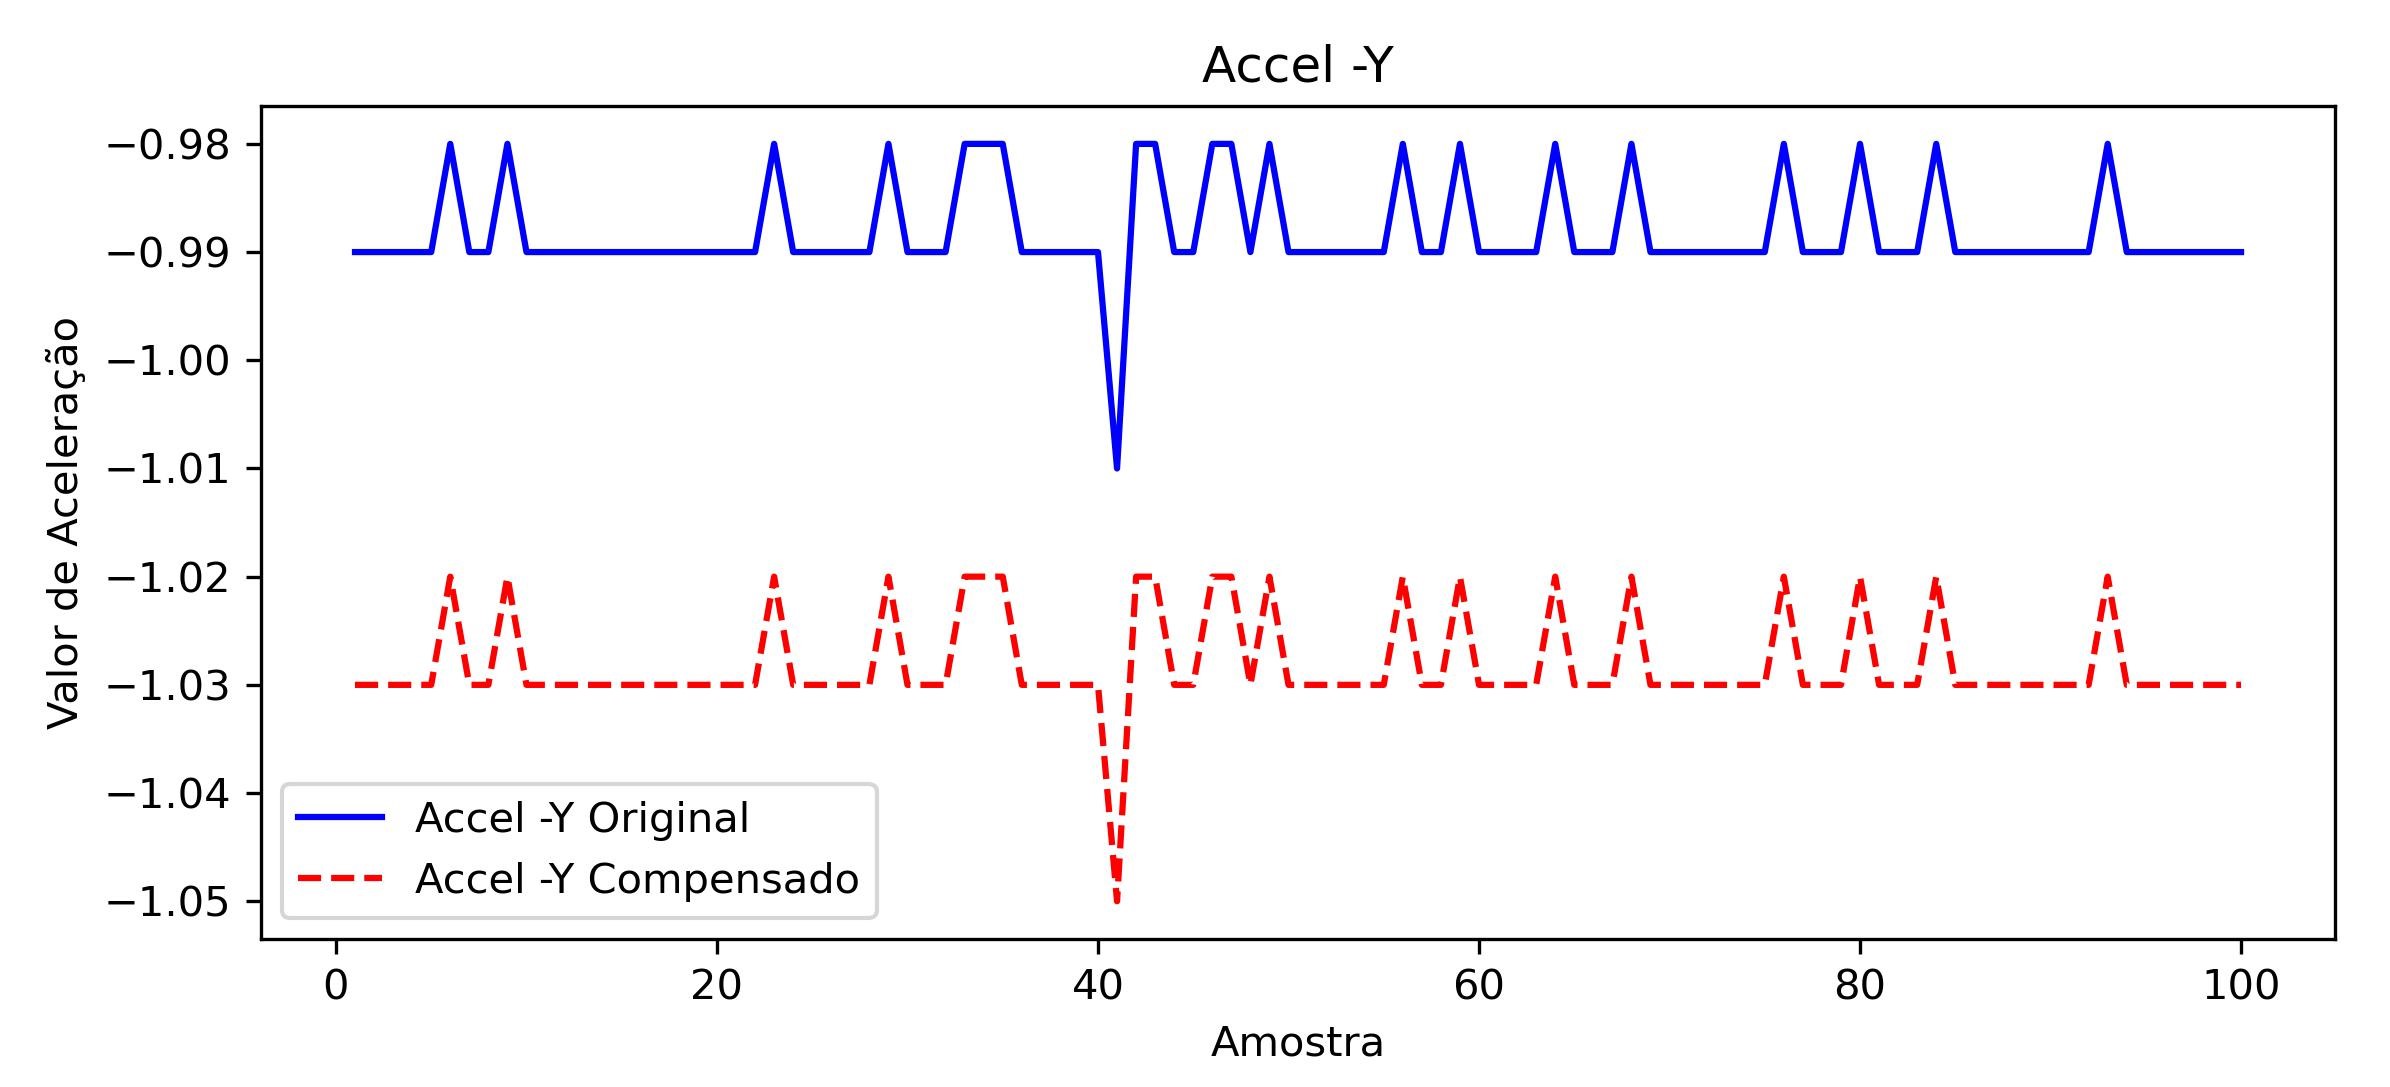 Accel -Y
Valor de Aceleração
−0.98
−0.99
−1.00
−1.01
−1.02
−1.03
−1.04
−1.05
Accel -Y Original
Accel -Y Compensado
0 20 40 60 80 100
Amostra